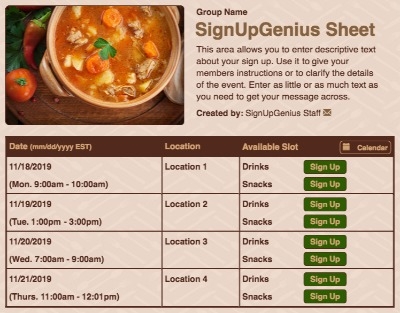 Group Name
SignUpGenius Sheet
This area allows you to enter descriptive text
about your sign up. Use it to give your
members instructions or to clarify the details
of the event. Enter as little or as much text as
you need to get your message across.
Created by: SignUpGenius Staff
Date (mm/dd/yyyy EST) Location Available Slot Calendar
11/18/2019 Location 1 Drinks Sign Up
(Mon. 9:00am - 10:00am) Snacks Sign Up
11/19/2019 Location 2 Drinks Sign Up
(Tue. 1:00pm - 3:00pm) Snacks Sign Up
11/20/2019 Location 3 Drinks Sign Up
(Wed. 7:00am - 9:00am) Snacks Sign Up
11/21/2019 Location 4 Drinks Sign Up
(Thurs. 11:00am - 12:01pm) Snacks Sign Up